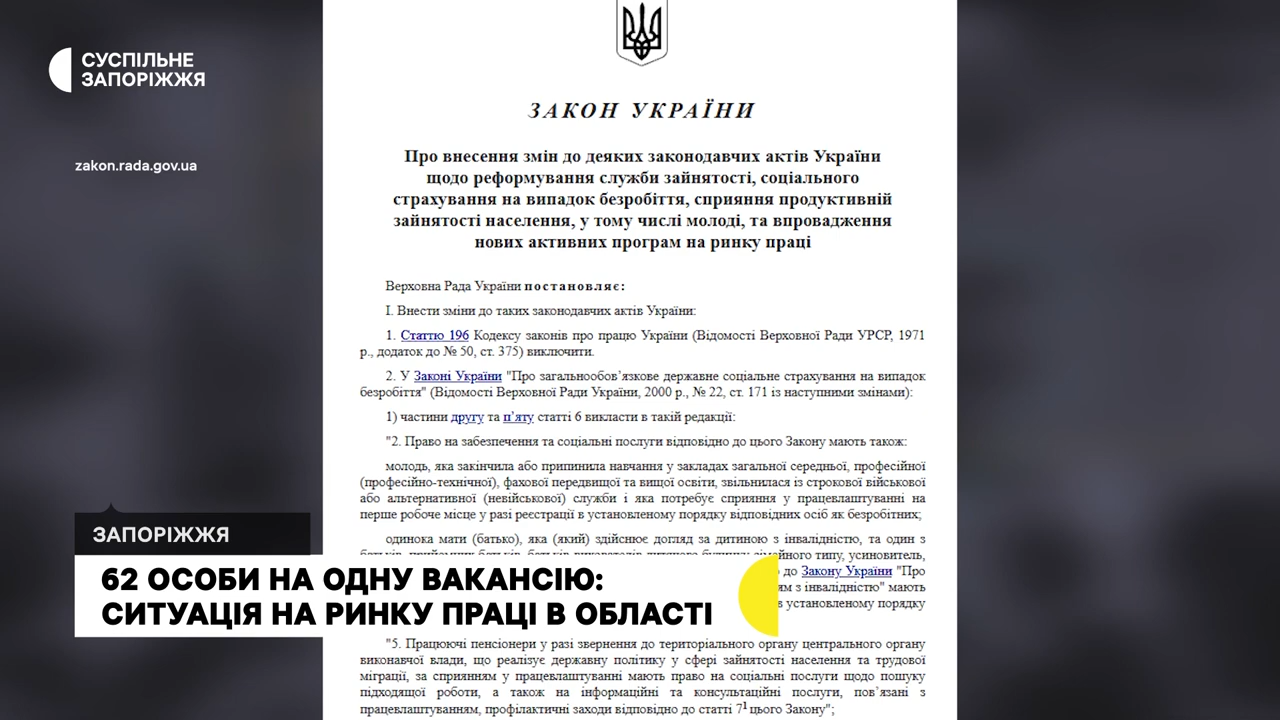 СУСПІЛЬНЕ
ЗАПОРІЖЖЯ
zakon.rada.gov.ua
ЗАКОН УКРАЇНИ
Про внесення змін до деяких законодавчих актів України
щодо реформування служби зайнятості, соціального
страхування на випадок безробіття, сприяння продуктивній
зайнятості населення, у тому числі молоді, та впровадження
нових активних програм на ринку праці
Верховна Рада України постановляє:
I. Внести зміни до таких законодавчих актів України:
1. Статтю 196 Кодексу законів про працю України (Відомості Верховної Ради УРСР, 1971
р., додаток до № 50, ст. 375) виключити.
2. У Законі України "Про загальнообов’язкове державне соціальне страхування на випадок
безробіття" (Відомості Верховної Ради України, 2000 р., № 22, ст. 171 із наступними змінами):
1) частини другу та п’яту статті 6 викласти в такій редакції:
"2. Право на забезпечення та соціальні послуги відповідно до цього Закону мають також:
молодь, яка закінчила або припинила навчання у закладах загальної середньої, професійної
(професійно-технічної), фахової передвищої та вищої освіти, звільнилася із строкової військової
або альтернативної (невійськової) служби і яка потребує сприяння у працевлаштуванні на
перше робоче місце у разі реєстрації в установленому порядку відповідних осіб як безробітних;
одинока мати (батько), яка (який) здійснює догляд за дитиною з інвалідністю, та один з
типу, усиновитель,
до Закону України "Про
з інвалідністю" мають
в установленому порядку
ЗАПОРІЖЖЯ
62 ОСОБИ НА ОДНУ ВАКАНСІЮ:
СИТУАЦІЯ НА РИНКУ ПРАЦІ В ОБЛАСТІ
"5. Працюючі пенсіонери у разі звернення до територіального органу центрального органу
виконавчої влади, що реалізує державну політику у сфері зайнятості населення та трудової
міграції, за сприянням у працевлаштуванні мають право на соціальні послуги щодо пошуку
підходящої роботи, а також на інформаційні та консультаційні послуги, пов’язані з
працевлаштуванням, профілактичні заходи відповідно до статті 7¹ цього Закону";